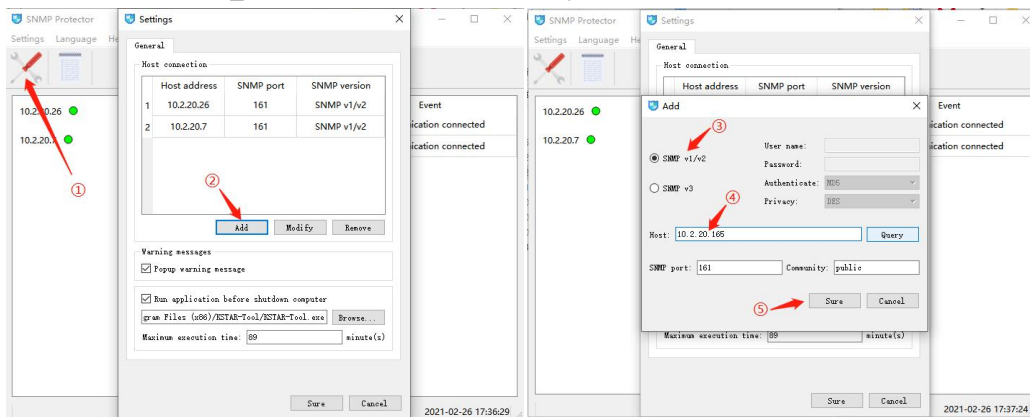 SNMP Protector
Settings Language He
10.2.20.26
10.2.20.7
①
Settings
General
Host connection
Host address SNMP port SNMP version
1 10.2.20.26 161 SNMP v1/v2
2 10.2.20.7 161 SNMP v1/v2
②
Add Modify Remove
Warning messages
Popup warning message
Run application before shutdown computer
gram Files (x86)/KSTAR-Tool/KSTAR-Tool.exe Browse...
Maximum execution time: 89 minute(s)
Sure Cancel
Event
ication connected
ication connected
2021-02-26 17:36:29
SNMP Protector
Settings Language He
10.2.20.26
10.2.20.7
Settings
General
Host connection
Host address SNMP port SNMP version
Add
③
SNMP v1/v2
SNMP v3
User name:
Password:
Authenticate: MD5
Privacy: DES
④
Host: 10.2.20.165 Query
SNMP port: 161 Community: public
⑤
Sure Cancel
Maximum execution time: 89 minute(s)
Sure Cancel
Event
ication connected
ication connected
2021-02-26 17:37:24